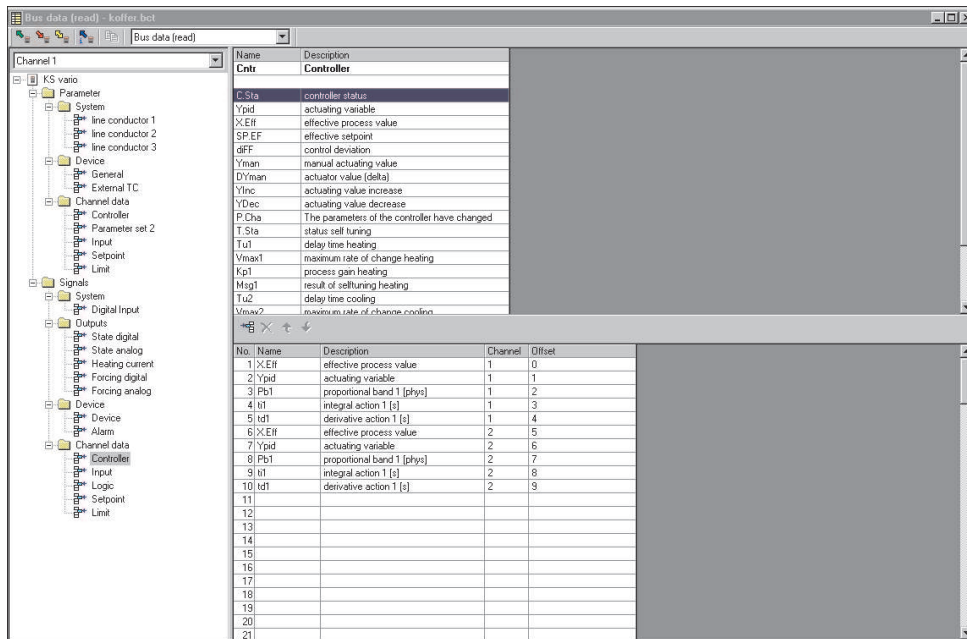 Bus data (read) - koffer.bct
Bus data (read)
Channel 1
KS vario
Parameter
System
line conductor 1
line conductor 2
line conductor 3
Device
General
External TC
Channel data
Controller
Parameter set 2
Input
Setpoint
Limit
Signals
System
Digital Input
Outputs
State digital
State analog
Heating current
Forcing digital
Forcing analog
Device
Device
Alarm
Channel data
Controller
Input
Logic
Setpoint
Limit
Name Description
Cntr Controller
C.Sta controller status
Ypid actuating variable
X.Eff effective process value
SP.EF effective setpoint
diFF control deviation
Yman manual actuating value
DYman actuator value (delta)
YInc actuating value increase
YDec actuating value decrease
P.Cha The parameters of the controller have changed
T.Sta status self tuning
Tu1 delay time heating
Vmax1 maximum rate of change heating
Kp1 process gain heating
Msg1 result of selftuning heating
Tu2 delay time cooling
Vmax2 maximum rate of change cooling
No. Name Description Channel Offset
1 X.Eff effective process value 1 0
2 Ypid actuating variable 1 1
3 Pb1 proportional band 1 [phys] 1 2
4 ti1 integral action 1 [s] 1 3
5 td1 derivative action 1 [s] 1 4
6 X.Eff effective process value 2 5
7 Ypid actuating variable 2 6
8 Pb1 proportional band 1 [phys] 2 7
9 ti1 integral action 1 [s] 2 8
10 td1 derivative action 1 [s] 2 9
11
12
13
14
15
16
17
18
19
20
21